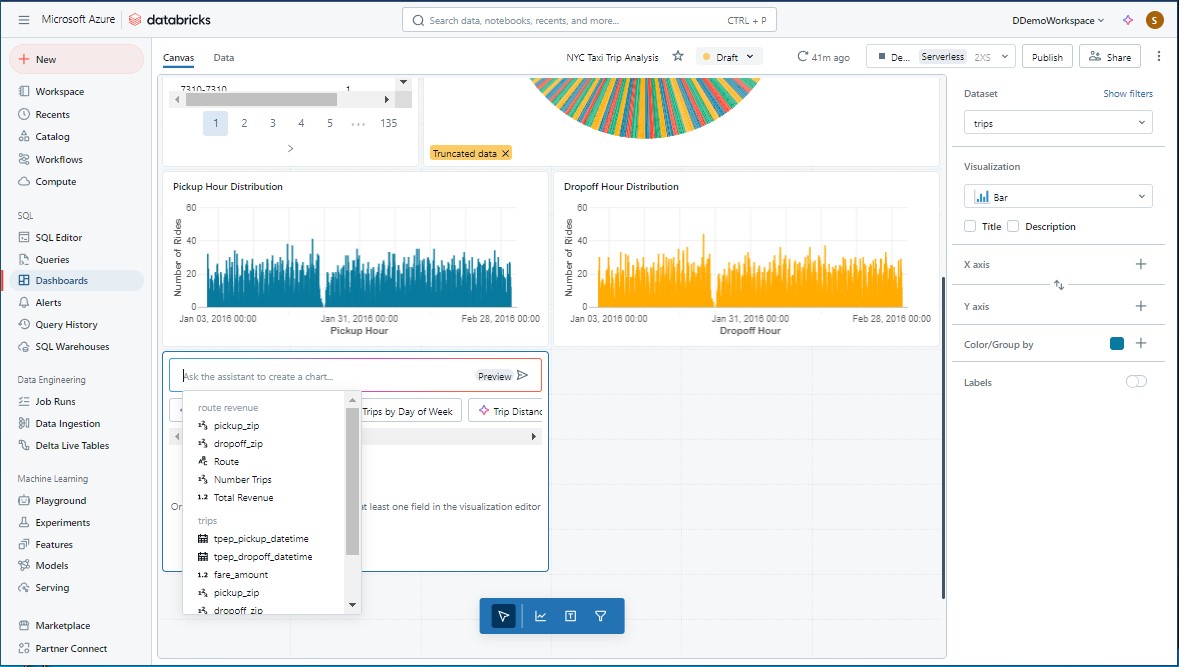 Microsoft Azure databricks
Search data, notebooks, recents, and more... CTRL + P
DDemoWorkspace
S
New
Workspace
Recents
Catalog
Workflows
Compute
SQL
SQL Editor
Queries
Dashboards
Alerts
Query History
SQL Warehouses
Data Engineering
Job Runs
Data Ingestion
Delta Live Tables
Machine Learning
Playground
Experiments
Features
Models
Serving
Marketplace
Partner Connect
Canvas Data
NYC Taxi Trip Analysis Draft 41m ago De... Serverless 2XS Publish Share
7310-7310 1
1 2 3 4 5 ... 135
Truncated data
Pickup Hour Distribution
Number of Rides
60
40
20
0
Jan 03, 2016 00:00 Jan 31, 2016 00:00 Feb 28, 2016 00:00
Pickup Hour
Dropoff Hour Distribution
Number of Rides
60
40
20
0
Jan 03, 2016 00:00 Jan 31, 2016 00:00 Feb 28, 2016 00:00
Dropoff Hour
Ask the assistant to create a chart... Preview
Trips by Day of Week Trip Distanc
route revenue
pickup_zip
dropoff_zip
Route
Number Trips
1.2 Total Revenue
trips
tpep_pickup_datetime
tpep_dropoff_datetime
1.2 fare_amount
pickup_zip
dropoff_zip
Or
t least one field in the visualization editor
Dataset Show filters
trips
Visualization
Bar
Title Description
X axis
Y axis
Color/Group by
Labels